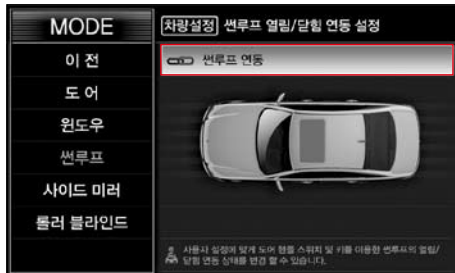 MODE
이 전
도 어
윈도우
썬루프
사이드 미러
롤러 블라인드
차량설정 썬루프 열림/닫힘 연동 설정
썬루프 연동
사용자 설정에 맞게 도어 핸들 스위치 및 키를 이용한 썬루프의 열림/
닫힘 연동 상태를 변경 할 수 있습니다.